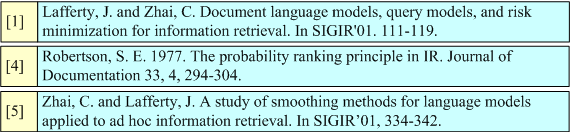 [1] Lafferty, J. and Zhai, C. Document language models, query models, and risk
minimization for information retrieval. In SIGIR'01. 111-119.
[4] Robertson, S. E. 1977. The probability ranking principle in IR. Journal of
Documentation 33, 4, 294-304.
[5] Zhai, C. and Lafferty, J. A study of smoothing methods for language models
applied to ad hoc information retrieval. In SIGIR’01, 334-342.